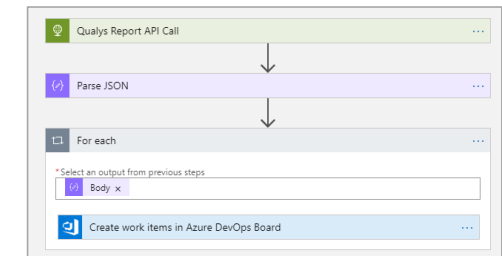 Qualys Report API Call
Parse JSON
For each
*Select an output from previous steps
Body ×
Create work items in Azure DevOps Board